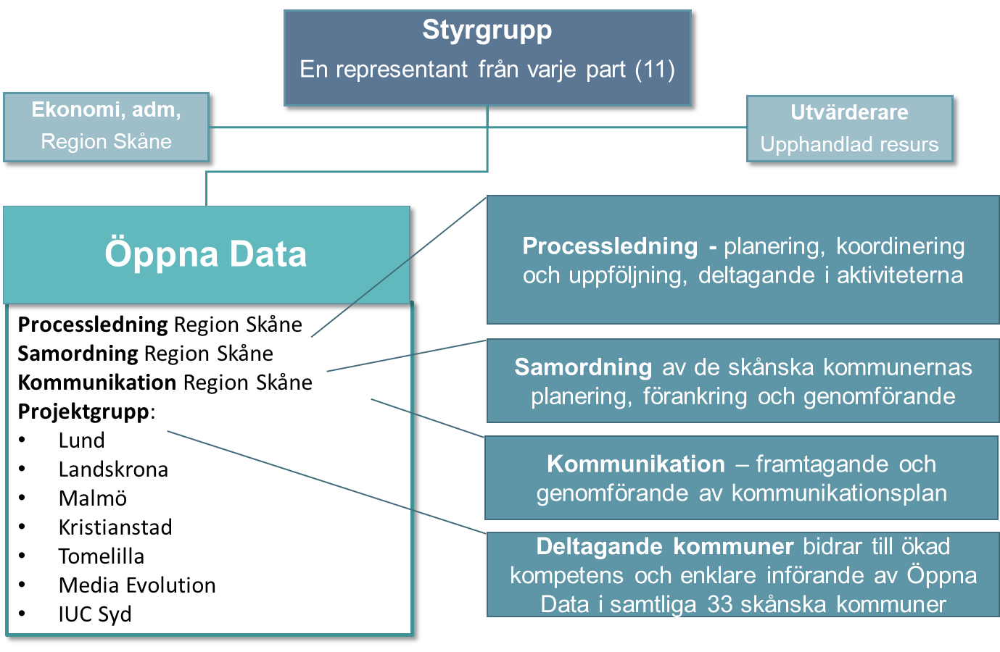 Styrgrupp
En representant från varje part (11)
Ekonomi, adm,
Region Skåne
Utvärderare
Upphandlad resurs
Öppna Data
Processledning Region Skåne
Samordning Region Skåne
Kommunikation Region Skåne
Projektgrupp:
• Lund
• Landskrona
• Malmö
• Kristianstad
• Tomelilla
• Media Evolution
• IUC Syd
Processledning - planering, koordinering
och uppföljning, deltagande i aktiviteterna
Samordning av de skånska kommunernas
planering, förankring och genomförande
Kommunikation – framtagande och
genomförande av kommunikationsplan
Deltagande kommuner bidrar till ökad
kompetens och enklare införande av Öppna
Data i samtliga 33 skånska kommuner